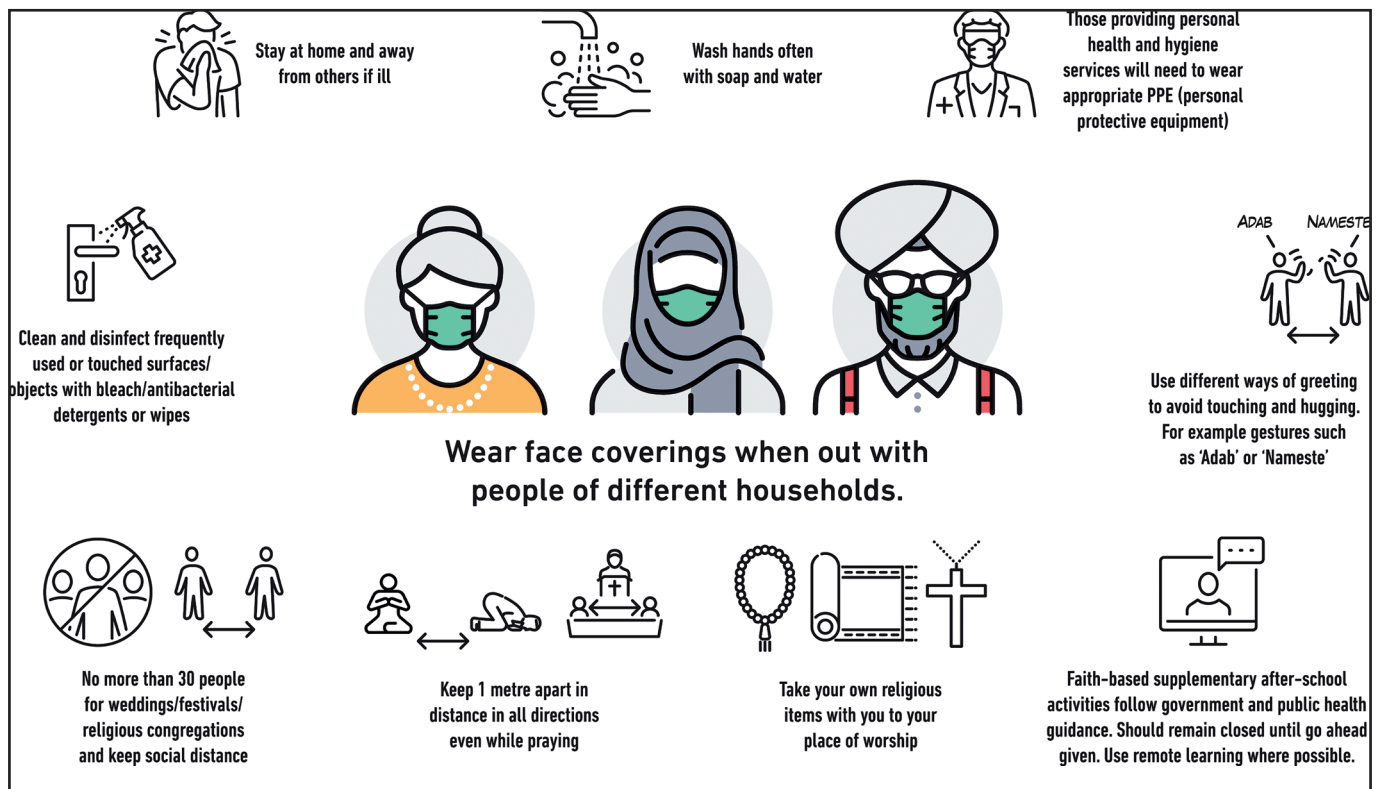 Stay at home and away
from others if ill
Wash hands often
with soap and water
Those providing personal
health and hygiene
services will need to wear
appropriate PPE (personal
protective equipment)
Clean and disinfect frequently
used or touched surfaces/
objects with bleach/antibacterial
detergents or wipes
ADAB
NAMESTE
Use different ways of greeting
to avoid touching and hugging.
For example gestures such
as ‘Adab’ or ‘Nameste’
Wear face coverings when out with
people of different households.
No more than 30 people
for weddings/festivals/
religious congregations
and keep social distance
Keep 1 metre apart in
distance in all directions
even while praying
Take your own religious
items with you to your
place of worship
Faith-based supplementary after-school
activities follow government and public health
guidance. Should remain closed until go ahead
given. Use remote learning where possible.